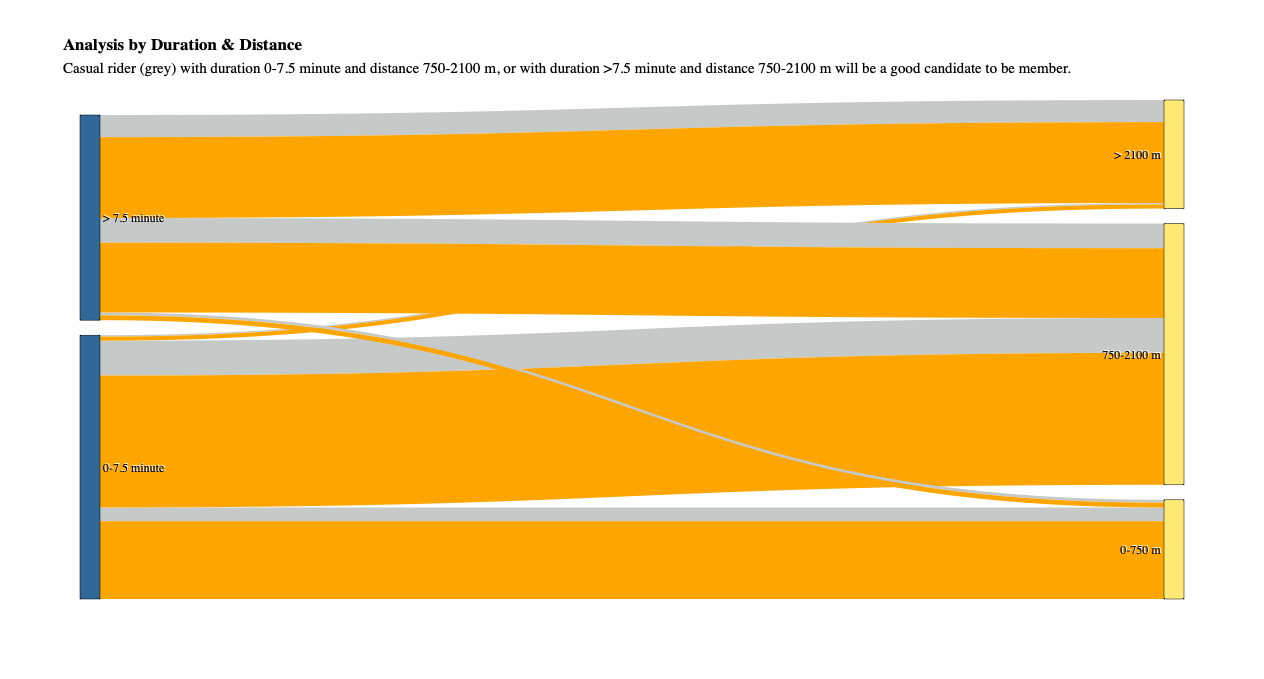 Analysis by Duration & Distance
Casual rider (grey) with duration 0-7.5 minute and distance 750-2100 m, or with duration >7.5 minute and distance 750-2100 m will be a good candidate to be member.
> 2100 m
> 7.5 minute
750-2100 m
0-7.5 minute
0-750 m